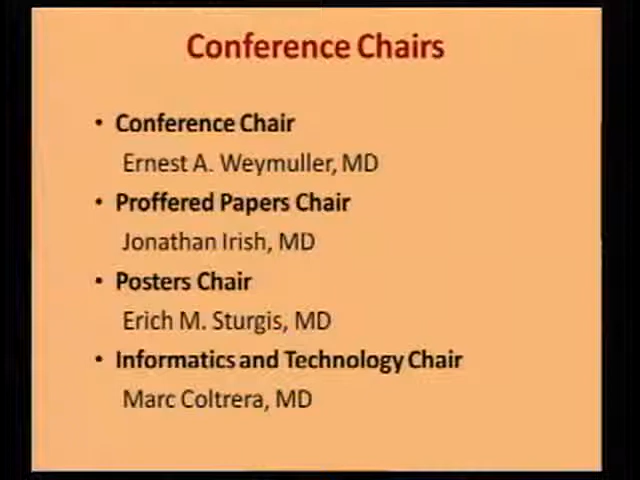 Conference Chairs
• Conference Chair
Ernest A. Weymuller, MD
• Proffered Papers Chair
Jonathan Irish, MD
• Posters Chair
Erich M. Sturgis, MD
• Informatics and Technology Chair
Marc Coltrera, MD